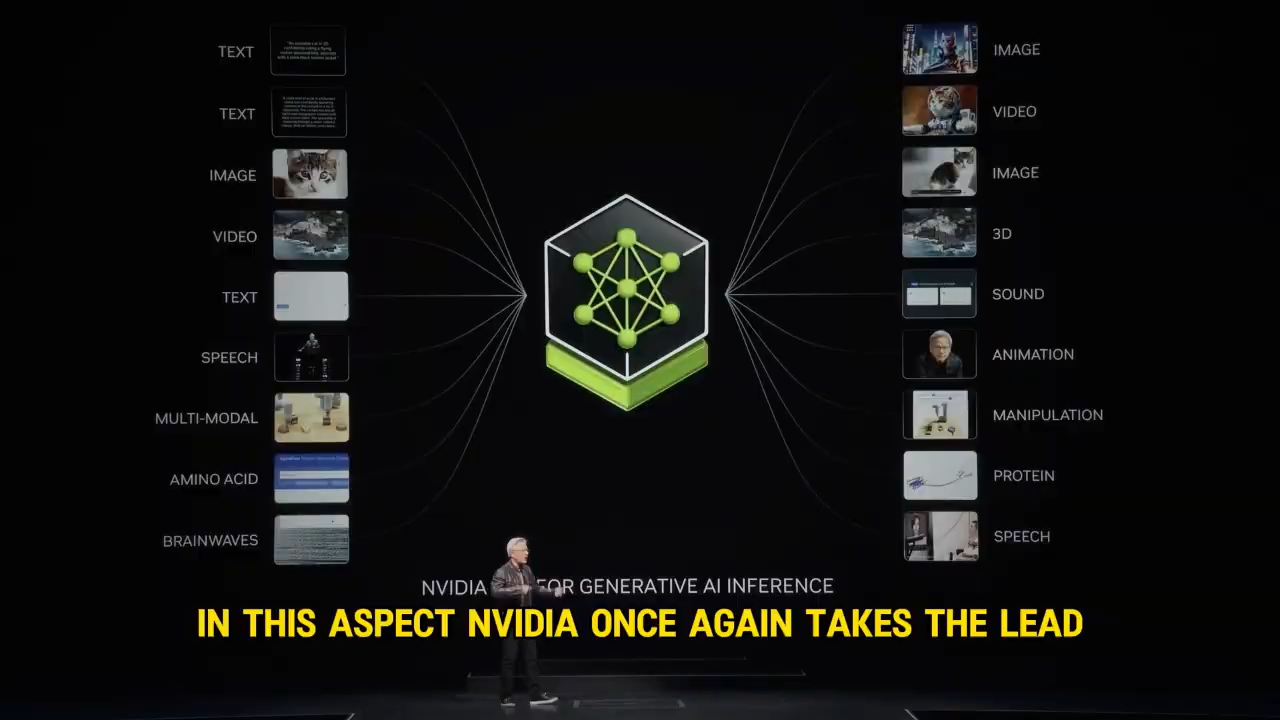 TEXT
TEXT
IMAGE
VIDEO
TEXT
SPEECH
MULTI-MODAL
AMINO ACID
BRAINWAVES
IMAGE
VIDEO
IMAGE
3D
SOUND
ANIMATION
MANIPULATION
PROTEIN
SPEECH
NVIDIA FOR GENERATIVE AI INFERENCE
IN THIS ASPECT NVIDIA ONCE AGAIN TAKES THE LEAD